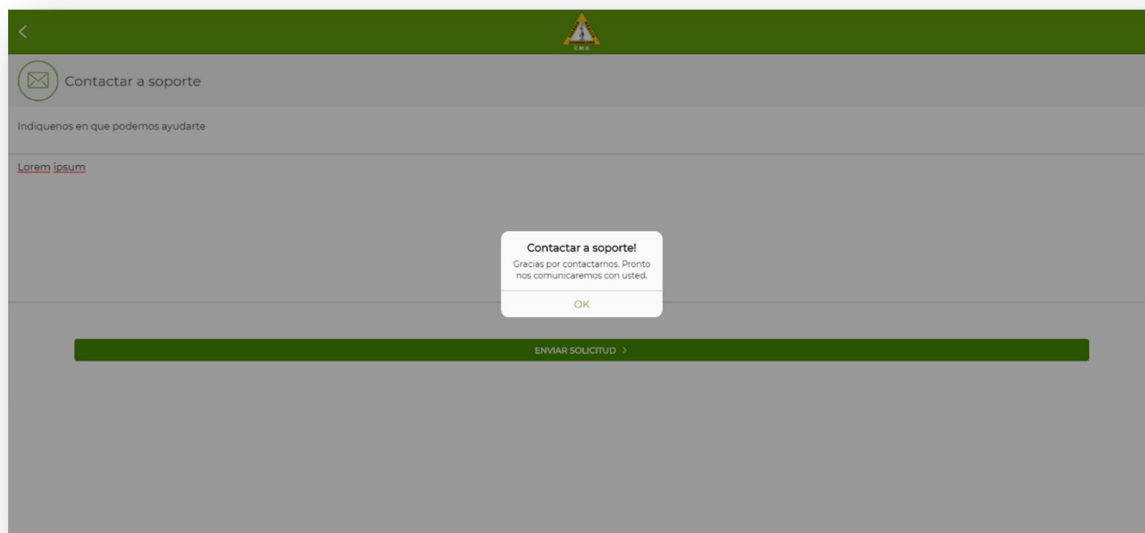 CMD
Contactar a soporte
Indiquenos en que podemos ayudarte
Lorem ipsum
Contactar a soporte!
Gracias por contactarnos. Pronto
nos comunicaremos con usted.
OK
ENVIAR SOLICITUD